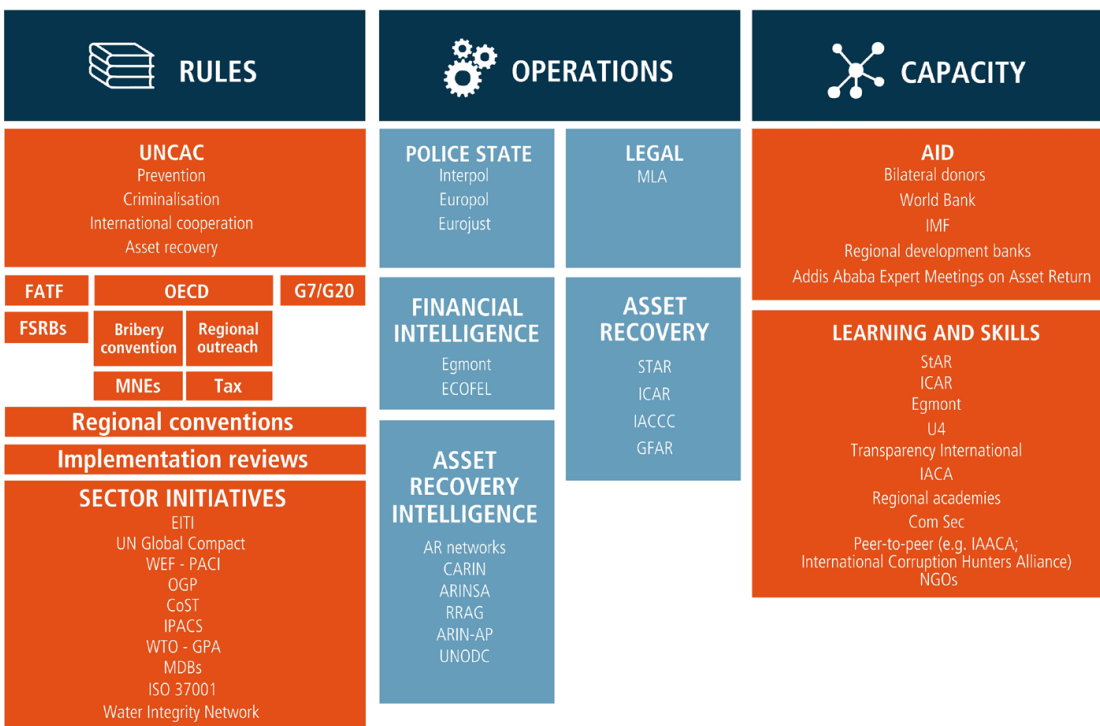 RULES
UNCAC
Prevention
Criminalisation
International cooperation
Asset recovery
FATF
OECD
G7/G20
FSRBs
Bribery
convention
Regional
outreach
MNEs
Tax
Regional conventions
Implementation reviews
SECTOR INITIATIVES
EITI
UN Global Compact
WEF - PACI
OGP
CoST
IPACS
WTO - GPA
MDBs
ISO 37001
Water Integrity Network
OPERATIONS
POLICE STATE
Interpol
Europol
Eurojust
LEGAL
MLA
FINANCIAL
INTELLIGENCE
Egmont
ECOFEL
ASSET
RECOVERY
STAR
ICAR
IACCC
GFAR
ASSET
RECOVERY
INTELLIGENCE
AR networks
CARIN
ARINSA
RRAG
ARIN-AP
UNODC
CAPACITY
AID
Bilateral donors
World Bank
IMF
Regional development banks
Addis Ababa Expert Meetings on Asset Return
LEARNING AND SKILLS
StAR
ICAR
Egmont
U4
Transparency International
IACA
Regional academies
Com Sec
Peer-to-peer (e.g. IAACA;
International Corruption Hunters Alliance)
NGOs